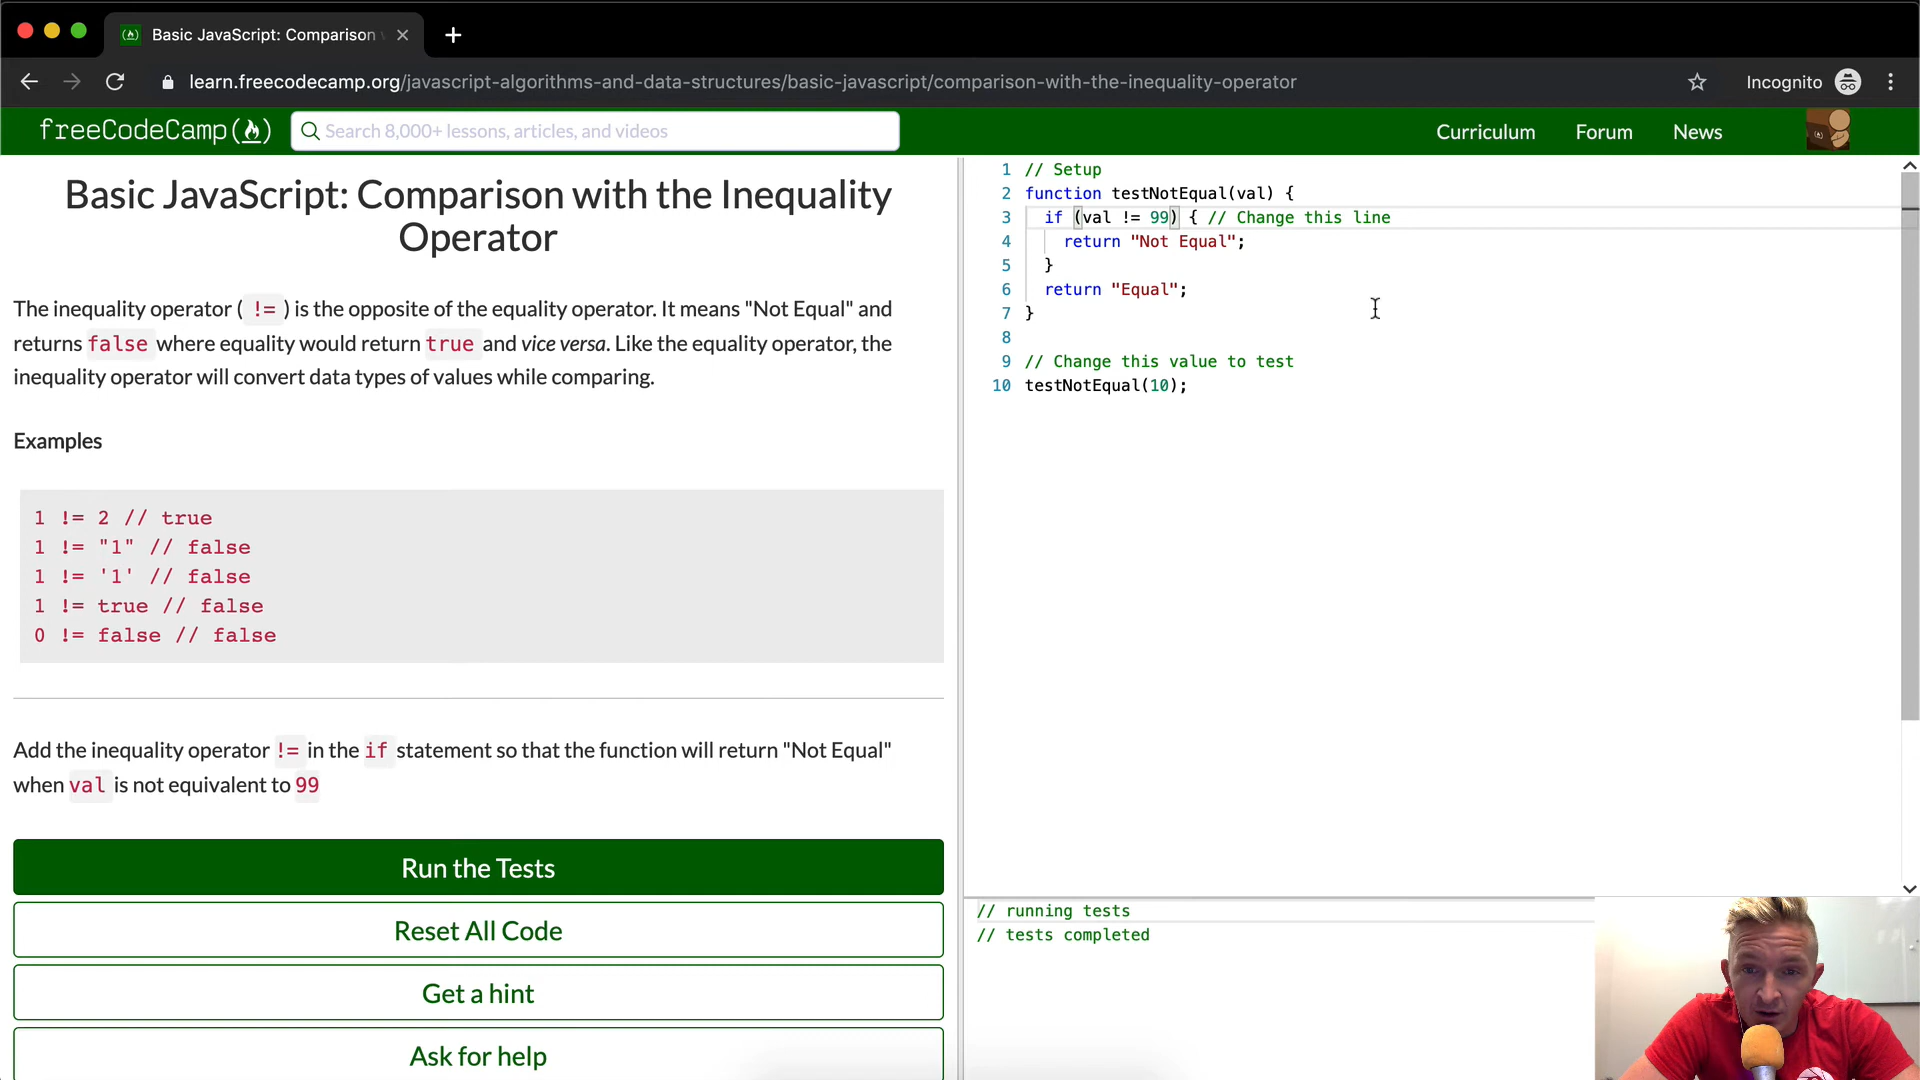 Basic JavaScript: Comparison
learn.freecodecamp.org/javascript-algorithms-and-data-structures/basic-javascript/comparison-with-the-inequality-operator
Incognito
freeCodeCamp
Search 8,000+ lessons, articles, and videos
Curriculum
Forum
News
Basic JavaScript: Comparison with the Inequality
Operator
The inequality operator ( != ) is the opposite of the equality operator. It means "Not Equal" and
returns false where equality would return true and vice versa. Like the equality operator, the
inequality operator will convert data types of values while comparing.
Examples
1 != 2 // true
1 != "1" // false
1 != '1' // false
1 != true // false
0 != false // false
Add the inequality operator != in the if statement so that the function will return "Not Equal"
when val is not equivalent to 99
Run the Tests
Reset All Code
Get a hint
Ask for help
1 // Setup
2 function testNotEqual(val) {
3 if (val != 99) { // Change this line
4 return "Not Equal";
5 }
6 return "Equal";
7 }
8
9 // Change this value to test
10 testNotEqual(10);
// running tests
// tests completed